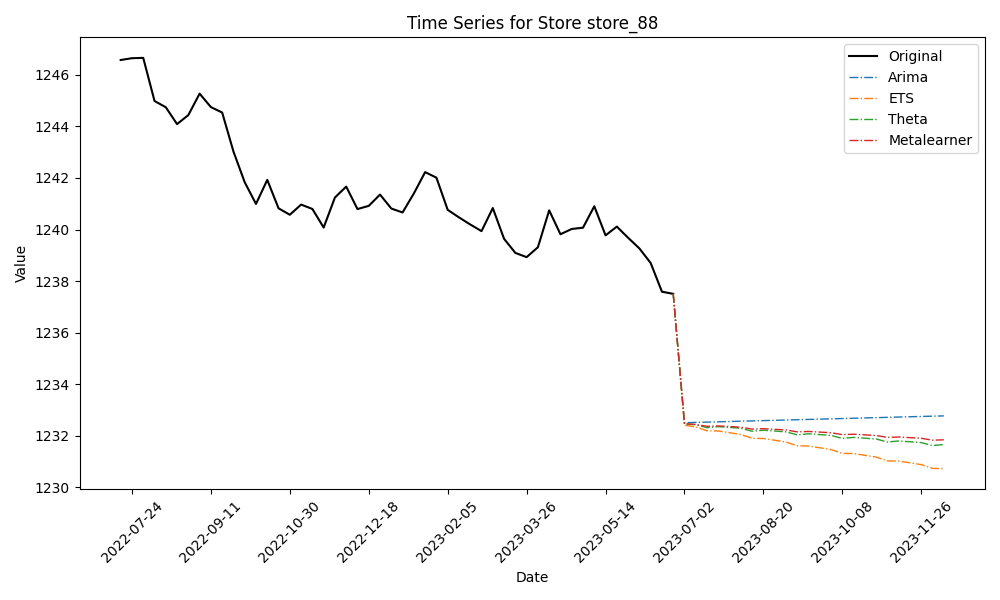 Time Series for Store store_88
Original
Arima
ETS
Theta
Metalearner
Value
1246
1244
1242
1240
1238
1236
1234
1232
1230
2022-07-24
2022-09-11
2022-10-30
2022-12-18
2023-02-05
2023-03-26
2023-05-14
2023-07-02
2023-08-20
2023-10-08
2023-11-26
Date